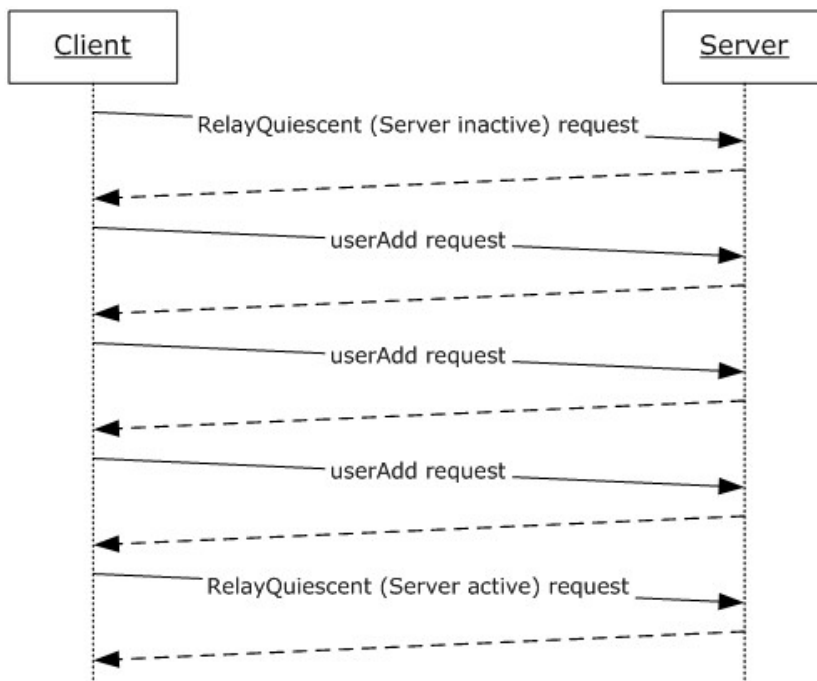 Client
Server
RelayQuiescent (Server inactive) request
userAdd request
userAdd request
userAdd request
RelayQuiescent (Server active) request